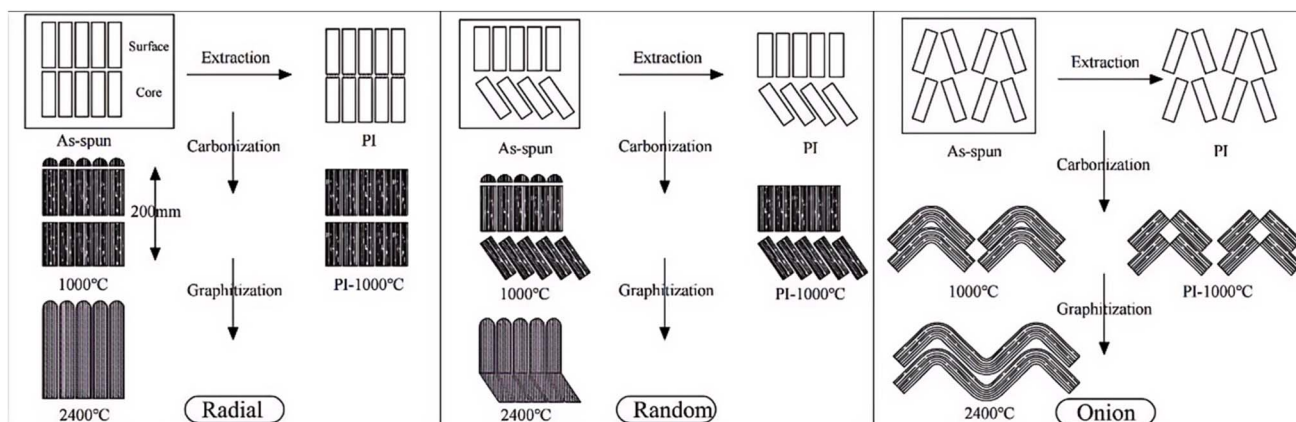 Surface
Extraction
Core
As-spun
PI
Carbonization
200mm
1000℃
PI-1000℃
Graphitization
2400℃
Radial
Extraction
As-spun
PI
Carbonization
1000℃
PI-1000℃
Graphitization
2400℃
Random
Extraction
As-spun
PI
Carbonization
1000℃
PI-1000℃
Graphitization
2400℃
Onion